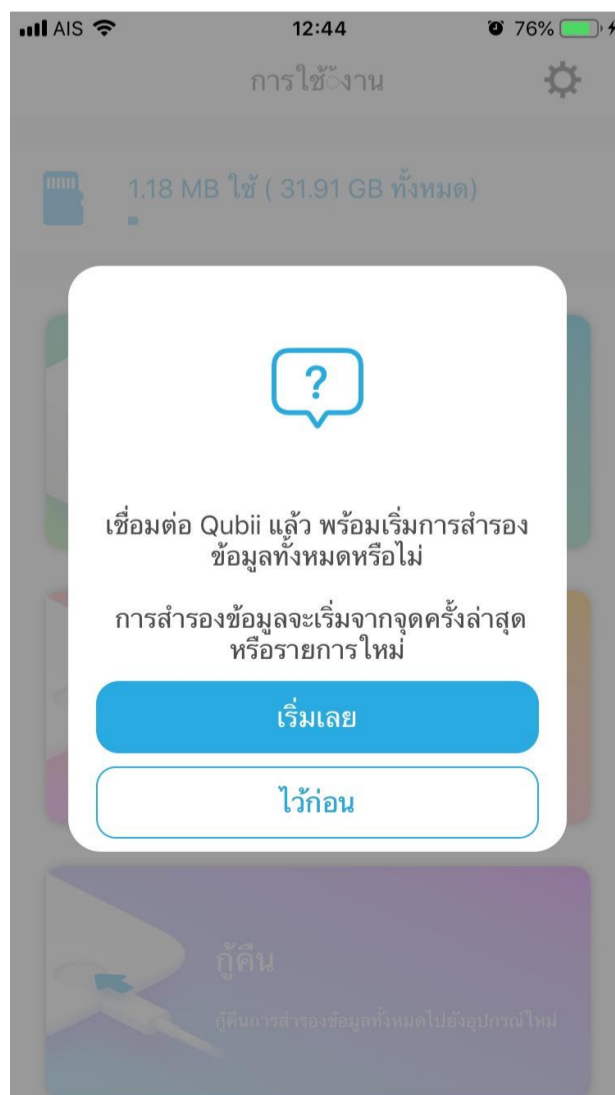 AIS
12:44
76%
การใช้้งาน
1.18 MB ใช้ ( 31.91 GB ทั้งหมด)
?
เชื่อมต่อ Qubii แล้ว พร้อมเริ่มการสำรอง
ข้อมูลทั้งหมดหรือไม่
การสำรองข้อมูลจะเริ่มจากจุดครั้งล่าสุด
หรือรายการใหม่
เริ่มเลย
ไว้ก่อน
กู้คืน
กู้คืนการสำรองข้อมูลทั้งหมดไปยังอุปกรณ์ใหม่